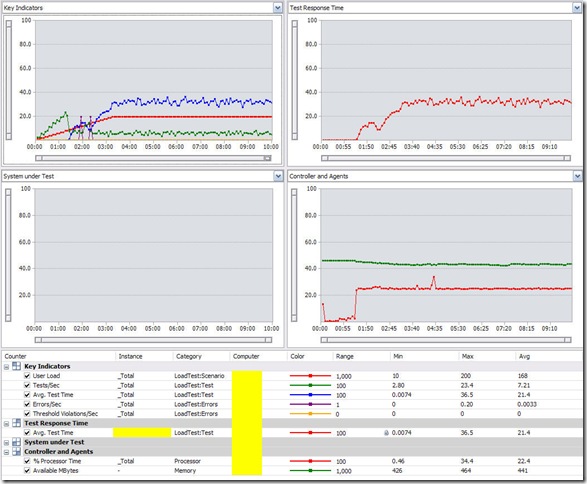 Key Indicators
100
80.0
60.0
40.0
20.0
00:00 01:00 02:00 03:00 04:00 05:00 06:00 07:00 08:00 09:00 10:00
Test Response Time
100
80.0
60.0
40.0
20.0
00:00 00:55 01:50 02:45 03:40 04:35 05:30 06:25 07:20 08:15 09:10
System under Test
100
80.0
60.0
40.0
20.0
00:00 01:00 02:00 03:00 04:00 05:00 06:00 07:00 08:00 09:00 10:00
Controller and Agents
100
80.0
60.0
40.0
20.0
00:00 00:55 01:50 02:45 03:40 04:35 05:30 06:25 07:20 08:15 09:10
Counter Instance Category Computer Color Range Min Max Avg
Key Indicators
User Load _Total LoadTest:Scenario 1,000 10 200 168
Tests/Sec _Total LoadTest:Test 100 2.80 23.4 7.21
Avg. Test Time _Total LoadTest:Test 100 0.0074 36.5 21.4
Errors/Sec _Total LoadTest:Errors 1 0 0.20 0.0033
Threshold Violations/Sec _Total LoadTest:Errors 0 0 0 0
Test Response Time
Avg. Test Time LoadTest:Test 100 0.0074 36.5 21.4
System under Test
Controller and Agents
% Processor Time _Total Processor 100 0.46 34.4 22.4
Available MBytes - Memory 1,000 426 464 441